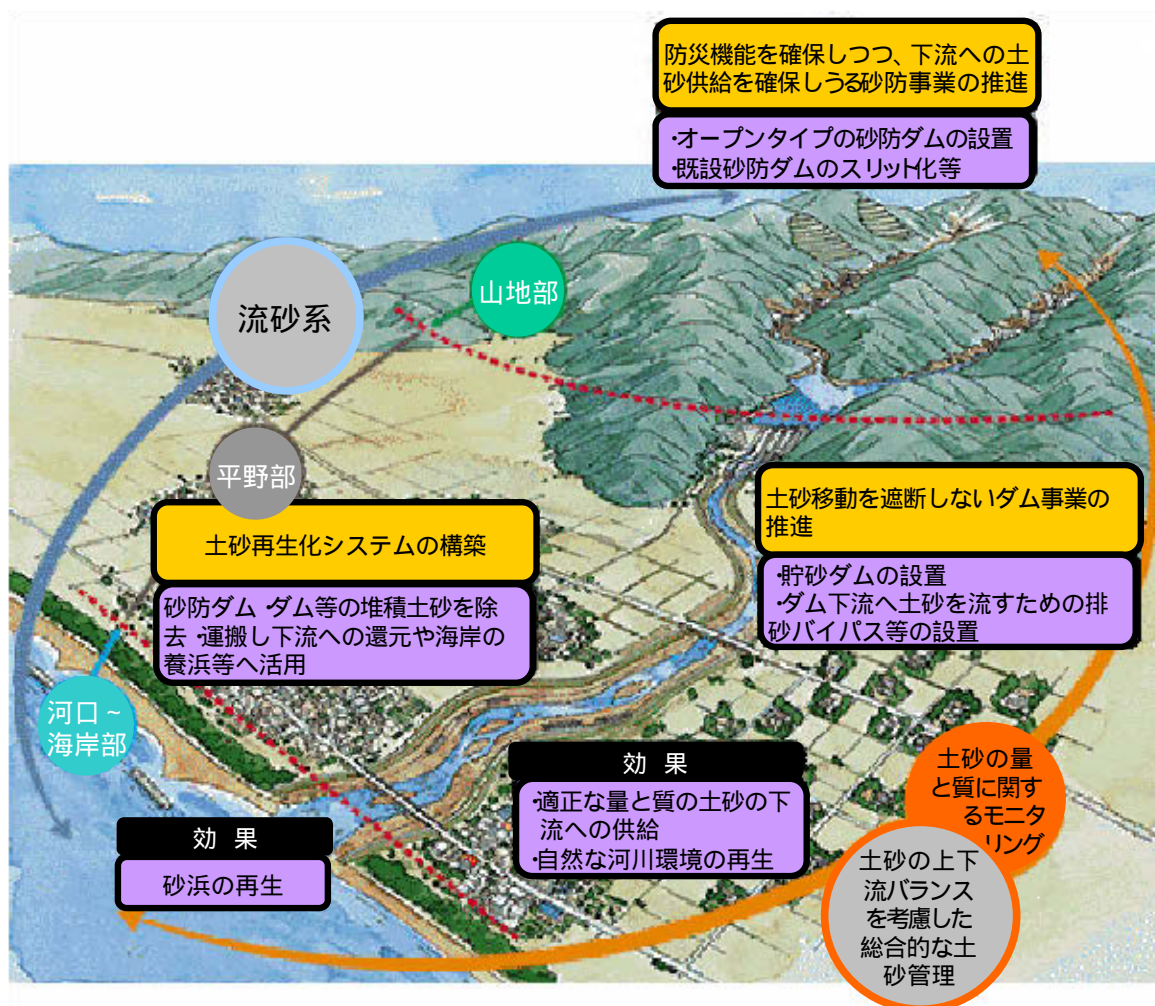 防災機能を確保しつつ、下流への土
砂供給を確保しうる砂防事業の推進
・オープンタイプの砂防ダムの設置
・既設砂防ダムのスリット化等
流砂系
山地部
平野部
土砂再生化システムの構築
砂防ダム・ダム等の堆積土砂を除
去・運搬し下流への還元や海岸の
養浜等へ活用
土砂移動を遮断しないダム事業の
推進
・貯砂ダムの設置
・ダム下流へ土砂を流すための排
砂バイパス等の設置
河口~
海岸部
効 果
・適正な量と質の土砂の下
流への供給
・自然な河川環境の再生
効 果
砂浜の再生
土砂の量
と質に関す
るモニタ
リング
土砂の上下
流バランス
を考慮した
総合的な土
砂管理